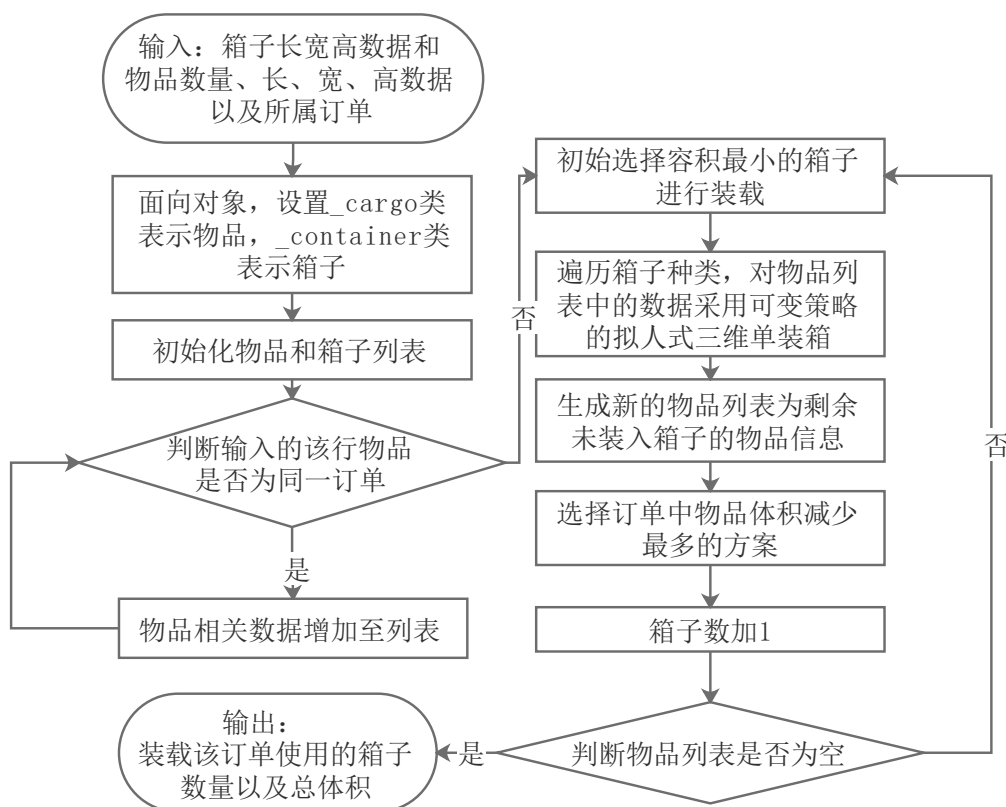 输入：箱子长宽高数据和
物品数量、长、宽、高数据
以及所属订单
面向对象，设置_cargo类
表示物品，_container类
表示箱子
初始化物品和箱子列表
判断输入的该行物品
是否为同一订单
是
物品相关数据增加至列表
否
初始选择容积最小的箱子
进行装载
遍历箱子种类，对物品列
表中的数据采用可变策略
的拟人式三维单装箱
生成新的物品列表为剩余
未装入箱子的物品信息
选择订单中物品体积减少
最多的方案
箱子数加1
判断物品列表是否为空
否
是
输出：
装载该订单使用的箱子
数量以及总体积